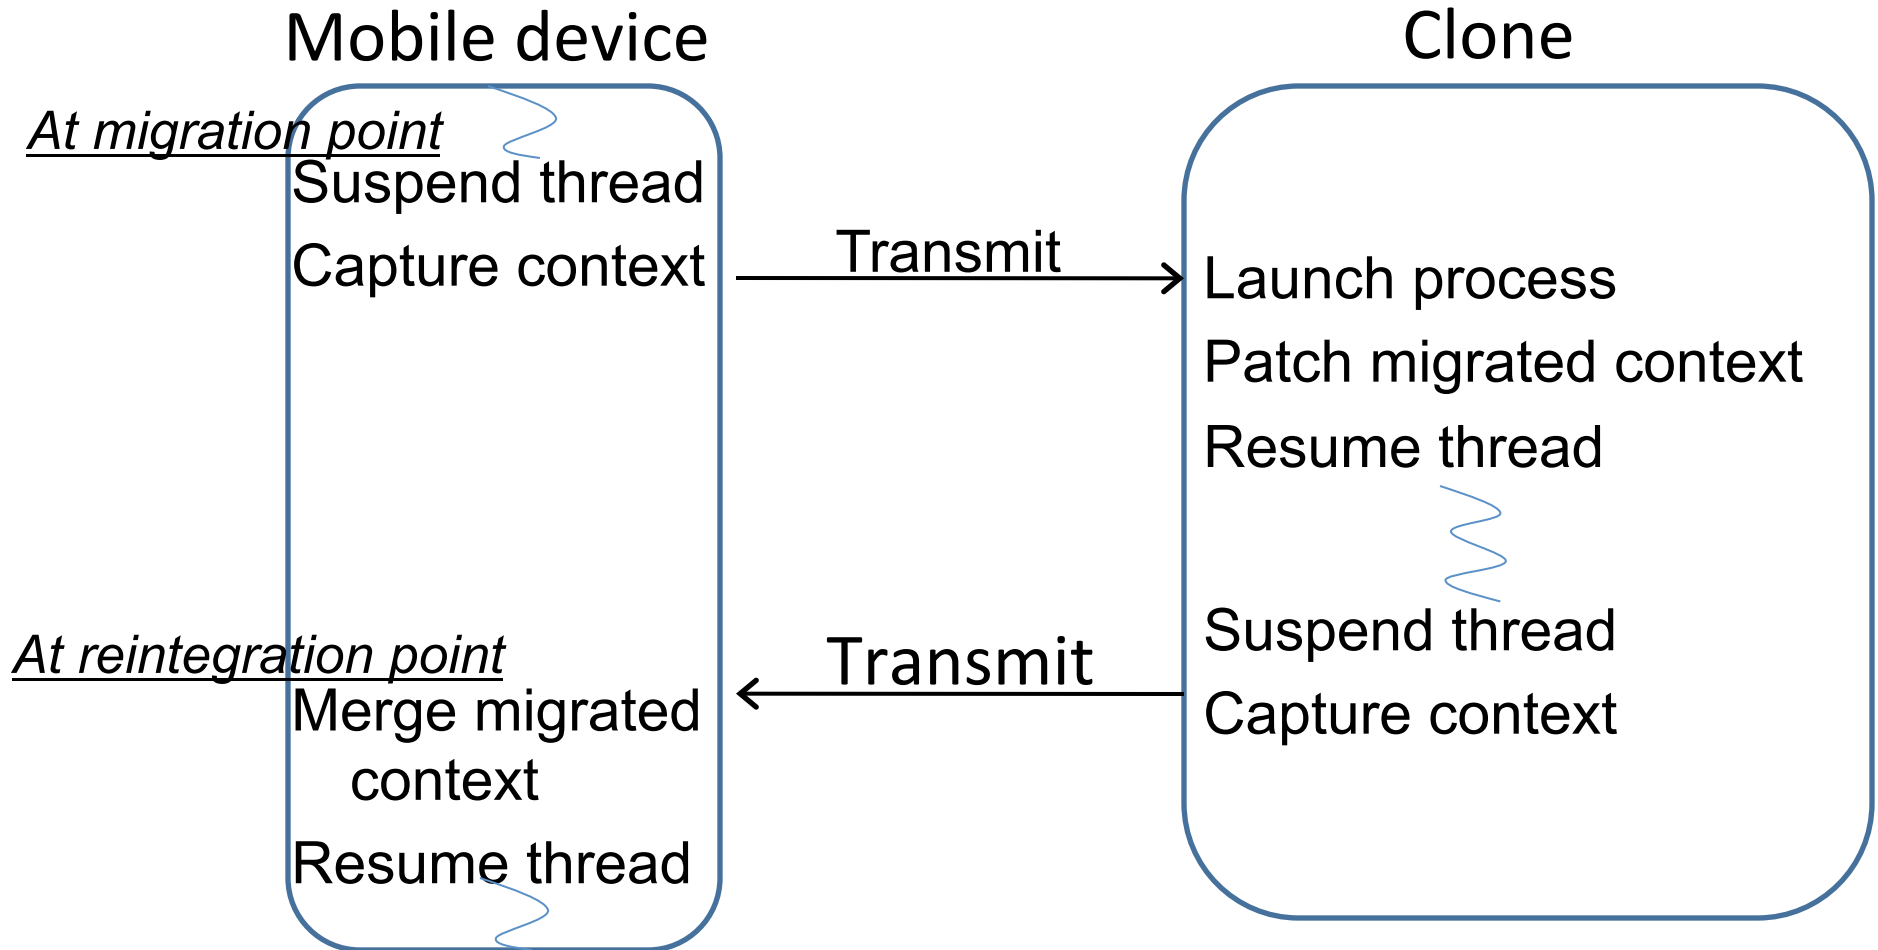 Mobile device
Clone
At migration point
Suspend thread
Capture context
Transmit
Launch process
Patch migrated context
Resume thread
Suspend thread
Capture context
Transmit
At reintegration point
Merge migrated
context
Resume thread